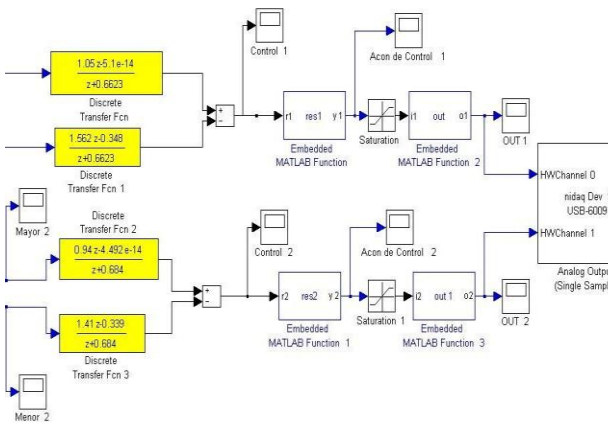 Control 1
Acon de Control 1
1.05 z-5.1e-14
z+0.6623
Discrete
Transfer Fcn
+
−
r1 res1 y1
Embedded
MATLAB Function
Saturation
i1 out o1
Embedded
MATLAB Function 2
OUT 1
1.562 z-0.348
z+0.6623
Discrete
Transfer Fcn 1
HWChannel 0
nidaq Dev
USB-6009
HWChannel 1
Analog Outpu
(Single Sampl
Mayor 2
Discrete
Transfer Fcn 2
0.94 z-4.492e-14
z+0.684
Control 2
Acon de Control 2
+
−
r2 res2 y2
Embedded
MATLAB Function 1
Saturation 1
i2 out 1 o2
Embedded
MATLAB Function 3
OUT 2
1.41 z-0.339
z+0.684
Discrete
Transfer Fcn 3
Menor 2